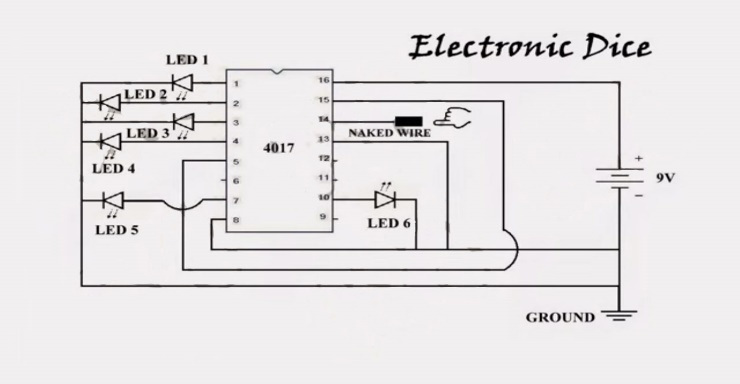 Electronic Dice
LED 1
LED 2
LED 3
LED 4
LED 5
LED 6
4017
1
2
3
4
5
6
7
8
16
15
14
13
12
11
10
9
NAKED WIRE
+
9V
−
GROUND